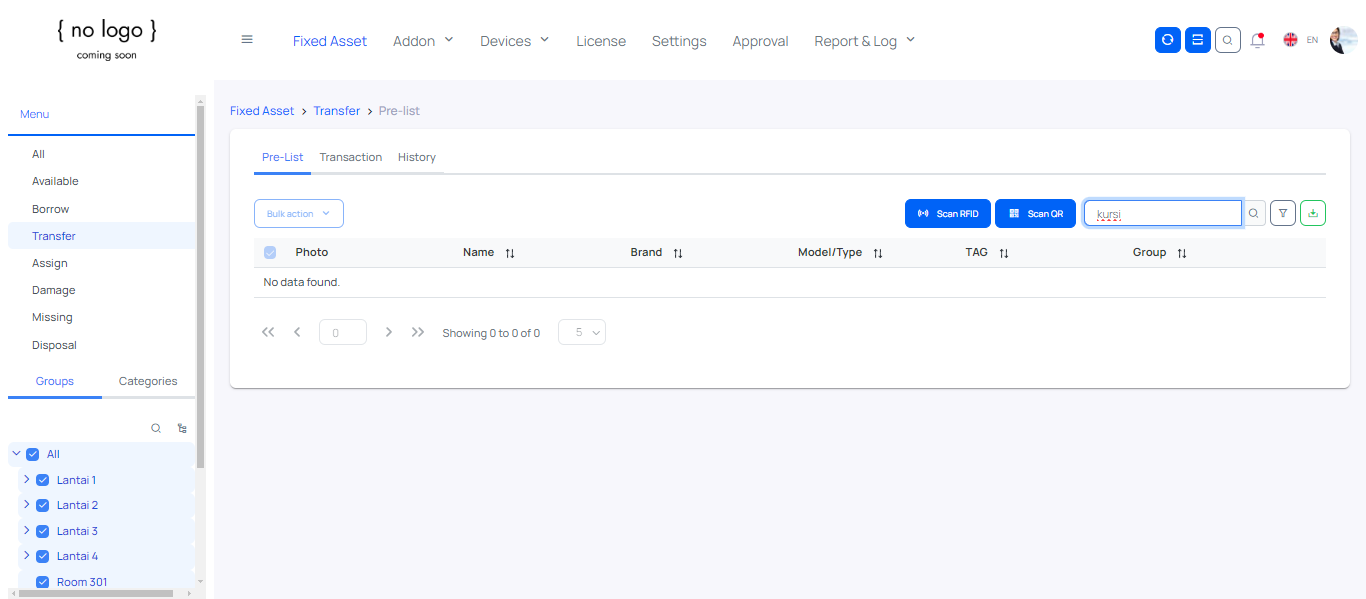 { no logo }
coming soon
Fixed Asset Addon Devices License Settings Approval Report & Log EN
Menu
All
Available
Borrow
Transfer
Assign
Damage
Missing
Disposal
Groups Categories
All
Lantai 1
Lantai 2
Lantai 3
Lantai 4
Room 301
Fixed Asset > Transfer > Pre-list
Pre-List Transaction History
Bulk action Scan RFID Scan QR kursi
Photo Name Brand Model/Type TAG Group
No data found.
0 Showing 0 to 0 of 0 5